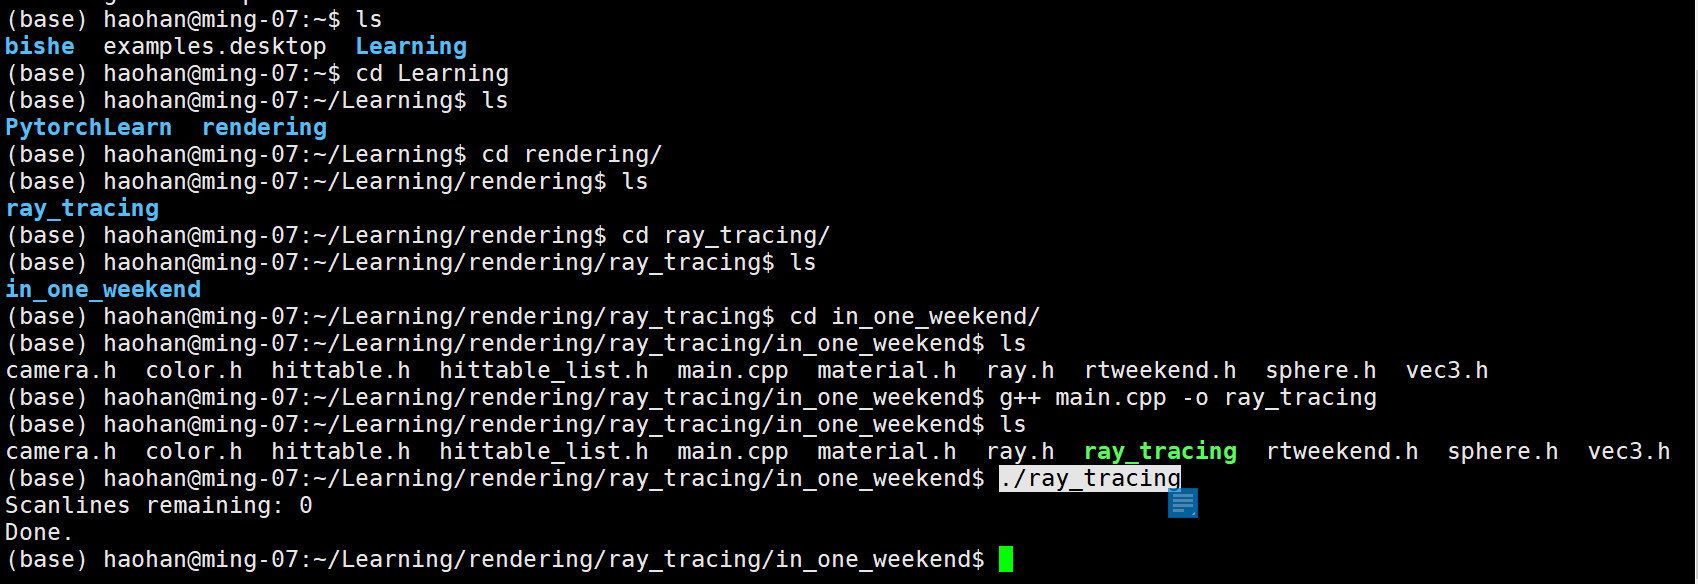 (base) haohan@ming-07:~$ ls
bishe  examples.desktop  Learning
(base) haohan@ming-07:~$ cd Learning
(base) haohan@ming-07:~/Learning$ ls
PytorchLearn  rendering
(base) haohan@ming-07:~/Learning$ cd rendering/
(base) haohan@ming-07:~/Learning/rendering$ ls
ray_tracing
(base) haohan@ming-07:~/Learning/rendering$ cd ray_tracing/
(base) haohan@ming-07:~/Learning/rendering/ray_tracing$ ls
in_one_weekend
(base) haohan@ming-07:~/Learning/rendering/ray_tracing$ cd in_one_weekend/
(base) haohan@ming-07:~/Learning/rendering/ray_tracing/in_one_weekend$ ls
camera.h  color.h  hittable.h  hittable_list.h  main.cpp  material.h  ray.h  rtweekend.h  sphere.h  vec3.h
(base) haohan@ming-07:~/Learning/rendering/ray_tracing/in_one_weekend$ g++ main.cpp -o ray_tracing
(base) haohan@ming-07:~/Learning/rendering/ray_tracing/in_one_weekend$ ls
camera.h  color.h  hittable.h  hittable_list.h  main.cpp  material.h  ray.h  ray_tracing  rtweekend.h  sphere.h  vec3.h
(base) haohan@ming-07:~/Learning/rendering/ray_tracing/in_one_weekend$ ./ray_tracing
Scanlines remaining: 0
Done.
(base) haohan@ming-07:~/Learning/rendering/ray_tracing/in_one_weekend$